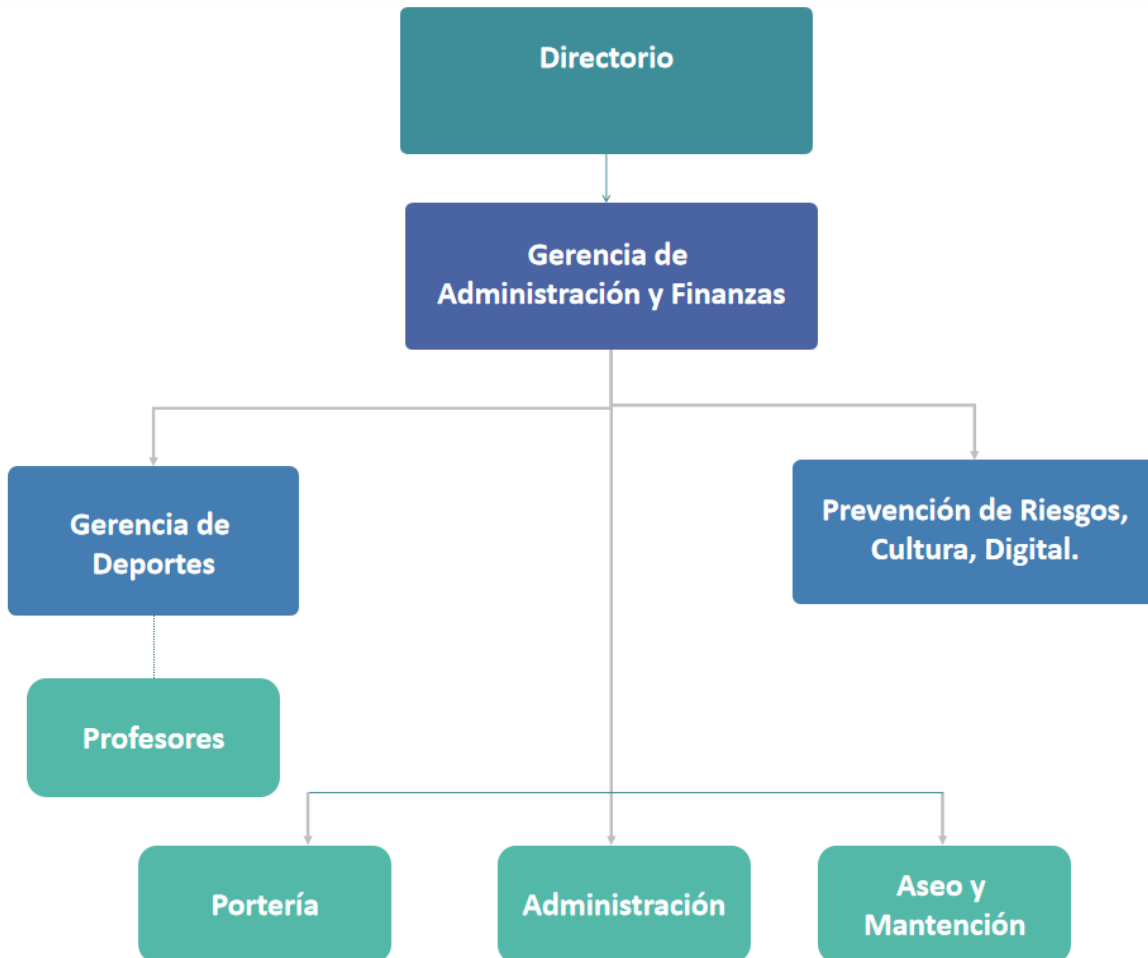 Directorio
Gerencia de
Administración y Finanzas
Gerencia de
Deportes
Prevención de Riesgos,
Cultura, Digital.
Profesores
Portería
Administración
Aseo y
Mantención